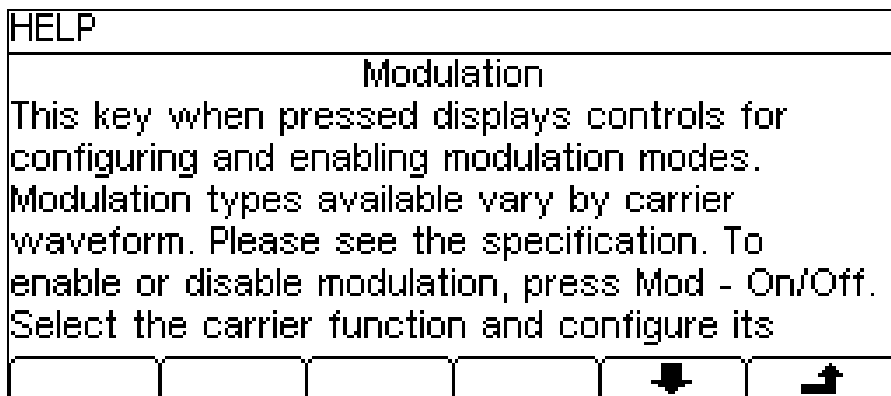 HELP
Modulation
This key when pressed displays controls for
configuring and enabling modulation modes.
Modulation types available vary by carrier
waveform. Please see the specification. To
enable or disable modulation, press Mod - On/Off.
Select the carrier function and configure its